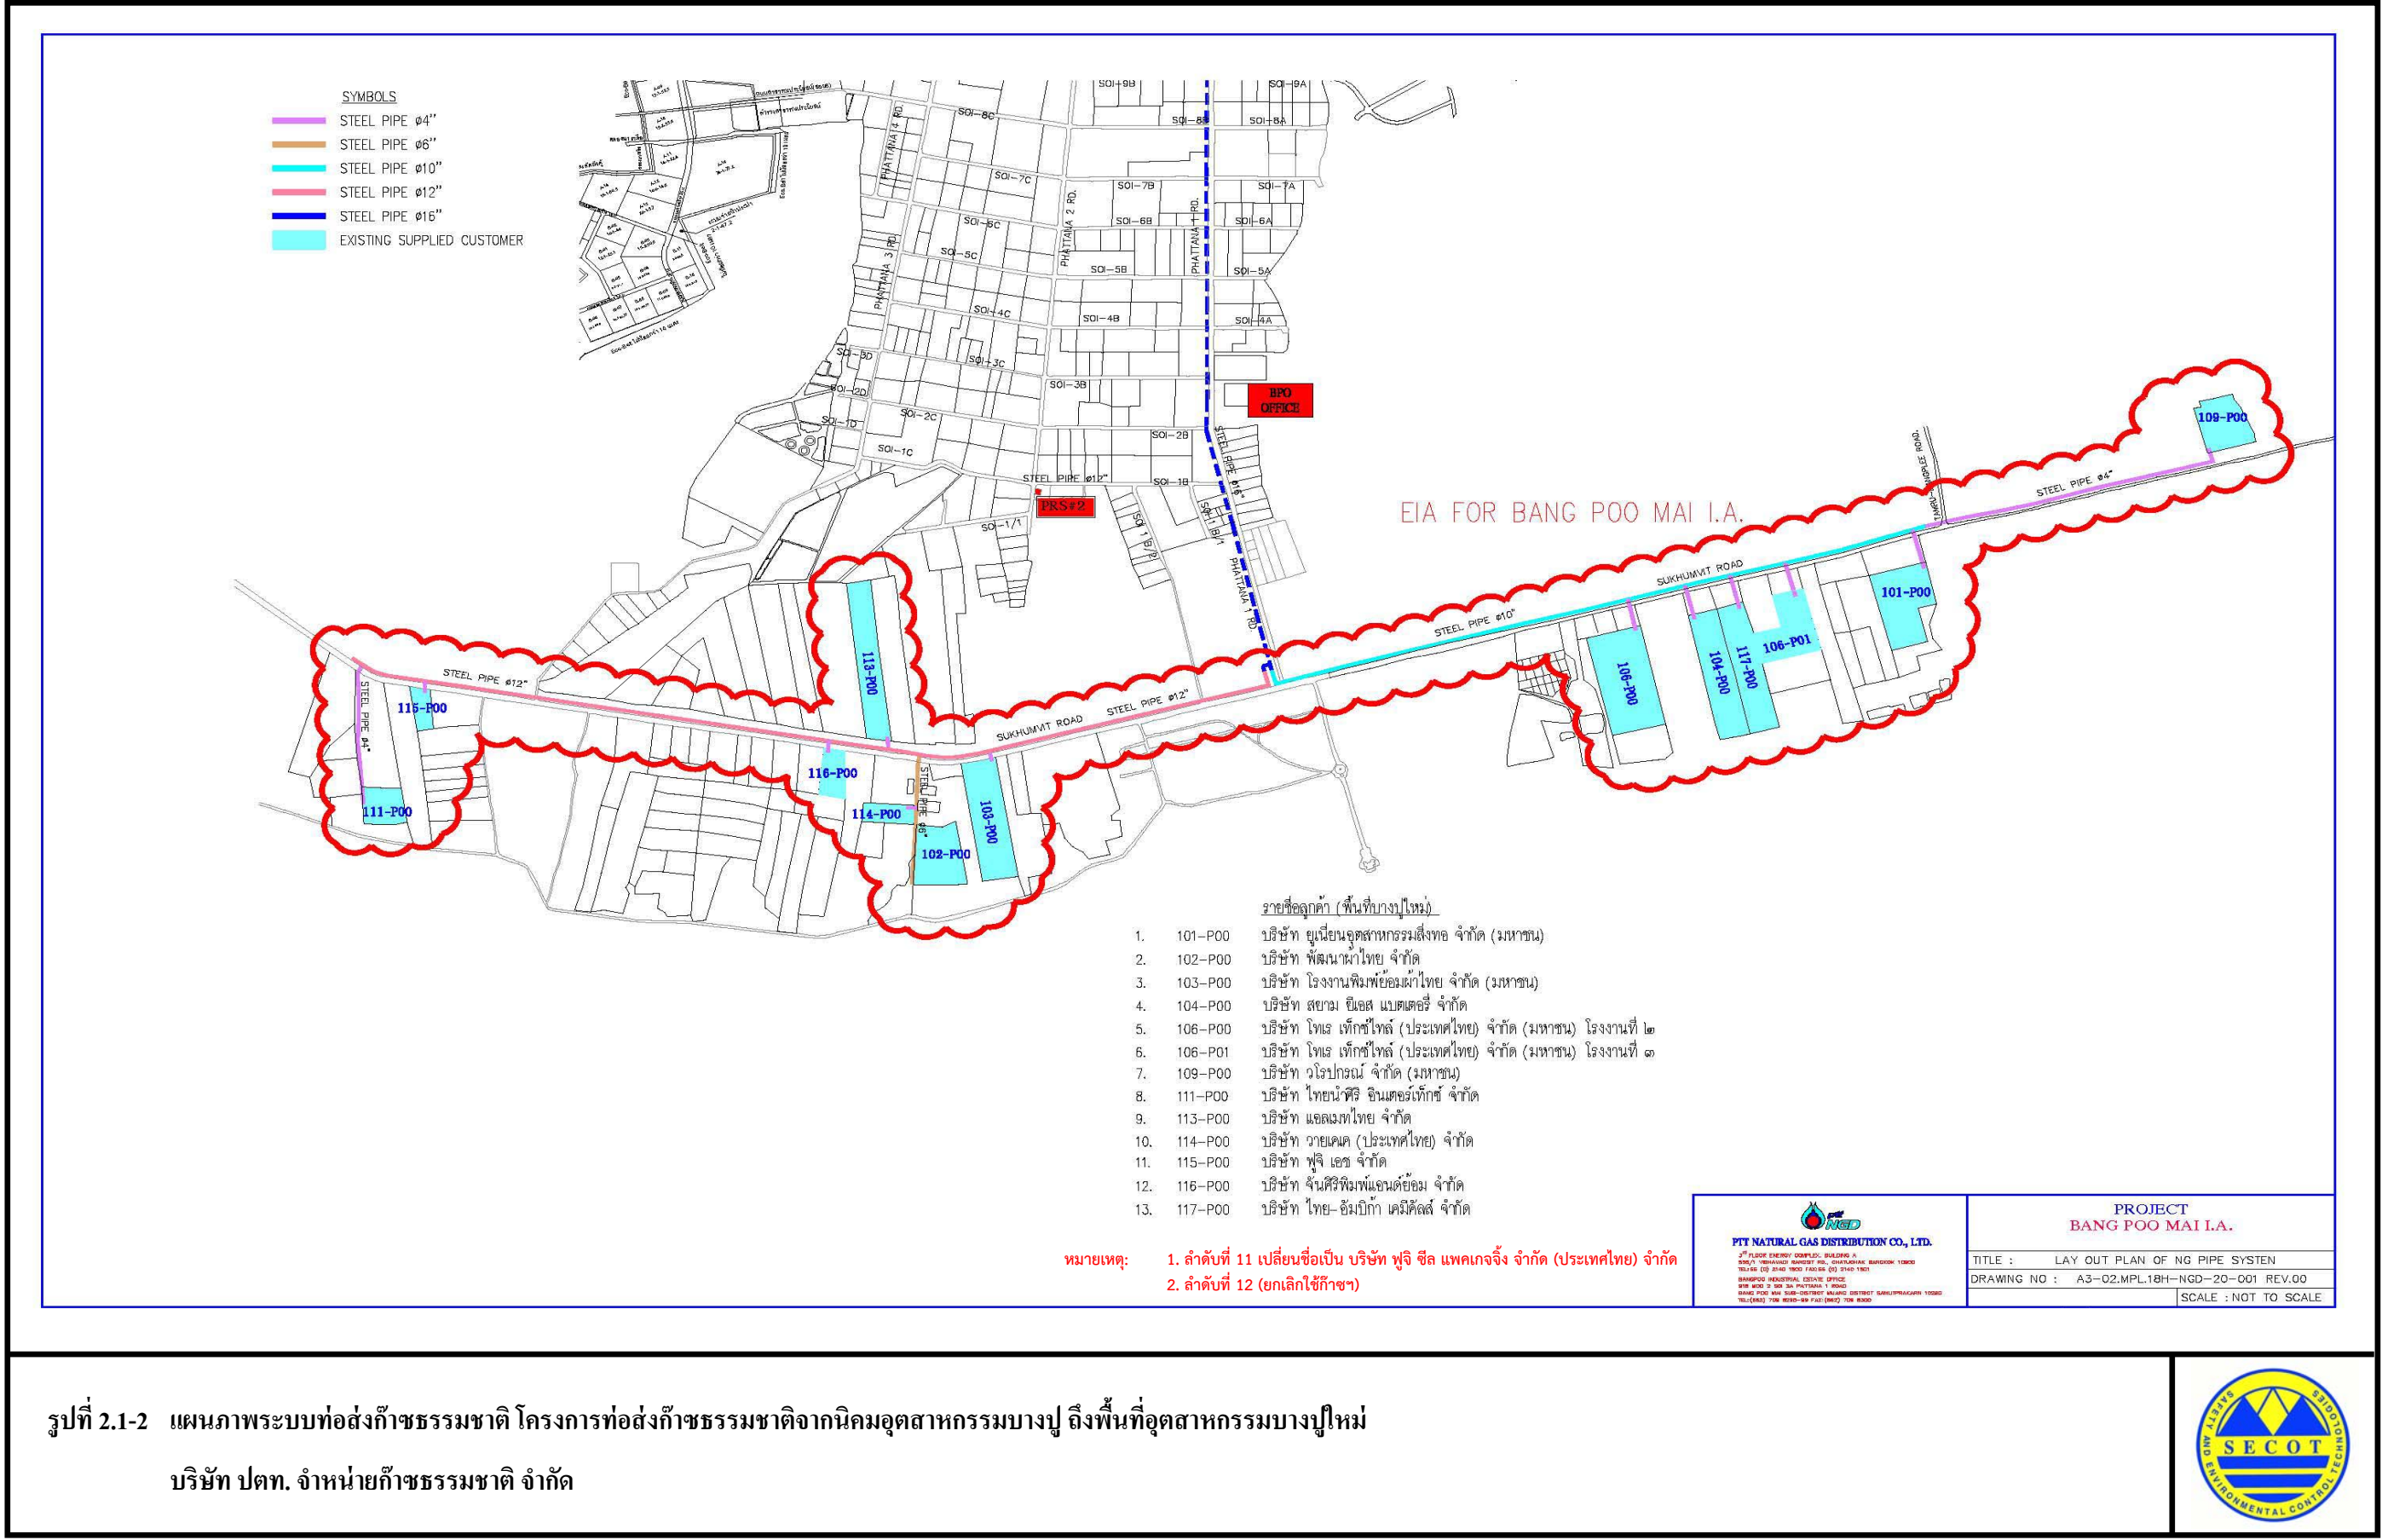 SYMBOLS
STEEL PIPE ø4"
STEEL PIPE ø6"
STEEL PIPE ø10"
STEEL PIPE ø12"
STEEL PIPE ø16"
EXISTING SUPPLIED CUSTOMER
SOI-9B
SOI-9A
SOI-8C
SOI-8B
SOI-8A
PHATTANA14 RD.
SOI-7C
SOI-7B
SOI-7A
PHATTANA 2 RD.
PHATTANA 1 RD.
SOI-6C
SOI-6B
SOI-6A
PHATTANA 3 RD.
SOI-5C
SOI-5B
SOI-5A
SOI-4C
SOI-4B
SOI-4A
SOI-3D
SOI-3C
SOI-3B
BPO
OFFICE
SOI-2D
SOI-2C
SOI-1D
SOI-2B
STEEL PIPE ø16"
SOI-1C
STEEL PIPE ø12"
SOI-1B
PRS#2
SOI-1/1
SOI 1 B/2
SOI 1 B/1
PHATTANA 1 RD.
EIA FOR BANG POO MAI I.A.
109-P00
STEEL PIPE ø4"
SUKHUMVIT ROAD
STEEL PIPE ø10"
101-P00
106-P01
117-P00
104-P00
106-P00
113-P00
STEEL PIPE ø12"
115-P00
STEEL PIPE ø4"
111-P00
SUKHUMVIT ROAD
STEEL PIPE ø12"
116-P00
114-P00
STEEL PIPE ø6"
102-P00
103-P00
รายชื่อลูกค้า (พื้นที่บางปูใหม่)
1. 101-P00 บริษัท ยูเนี่ยนอุตสาหกรรมสิ่งทอ จำกัด (มหาชน)
2. 102-P00 บริษัท พัฒนาผ้าไทย จำกัด
3. 103-P00 บริษัท โรงงานพิมพ์ย้อมผ้าไทย จำกัด (มหาชน)
4. 104-P00 บริษัท สยาม ยีเอส แบตเตอรี่ จำกัด
5. 106-P00 บริษัท โทเร เท็กซ์ไทล์ (ประเทศไทย) จำกัด (มหาชน) โรงงานที่ ๒
6. 106-P01 บริษัท โทเร เท็กซ์ไทล์ (ประเทศไทย) จำกัด (มหาชน) โรงงานที่ ๓
7. 109-P00 บริษัท วโรปกรณ์ จำกัด (มหาชน)
8. 111-P00 บริษัท ไทยนำศิริ อินเตอร์เท็กซ์ จำกัด
9. 113-P00 บริษัท แอลเมทไทย จำกัด
10. 114-P00 บริษัท วายเคเค (ประเทศไทย) จำกัด
11. 115-P00 บริษัท ฟูจิ เอซ จำกัด
12. 116-P00 บริษัท จันศิริพิมพ์แอนด์ย้อม จำกัด
13. 117-P00 บริษัท ไทย-อัมบิก้า เคมีคัลส์ จำกัด
หมายเหตุ: 1. ลำดับที่ 11 เปลี่ยนชื่อเป็น บริษัท ฟูจิ ซีล แพคเกจจิ้ง จำกัด (ประเทศไทย) จำกัด
2. ลำดับที่ 12 (ยกเลิกใช้ก๊าซฯ)
NGD
PTT NATURAL GAS DISTRIBUTION CO., LTD.
PROJECT
BANG POO MAI I.A.
TITLE : LAY OUT PLAN OF NG PIPE SYSTEN
DRAWING NO : A3-02.MPL.18H-NGD-20-001 REV.00
SCALE : NOT TO SCALE
รูปที่ 2.1-2 แผนภาพระบบท่อส่งก๊าซธรรมชาติ โครงการท่อส่งก๊าซธรรมชาติจากนิคมอุตสาหกรรมบางปู ถึงพื้นที่อุตสาหกรรมบางปูใหม่
บริษัท ปตท. จำหน่ายก๊าซธรรมชาติ จำกัด
SECOT
SAFETY AND ENVIRONMENTAL CONTROL TECHNOLOGIES